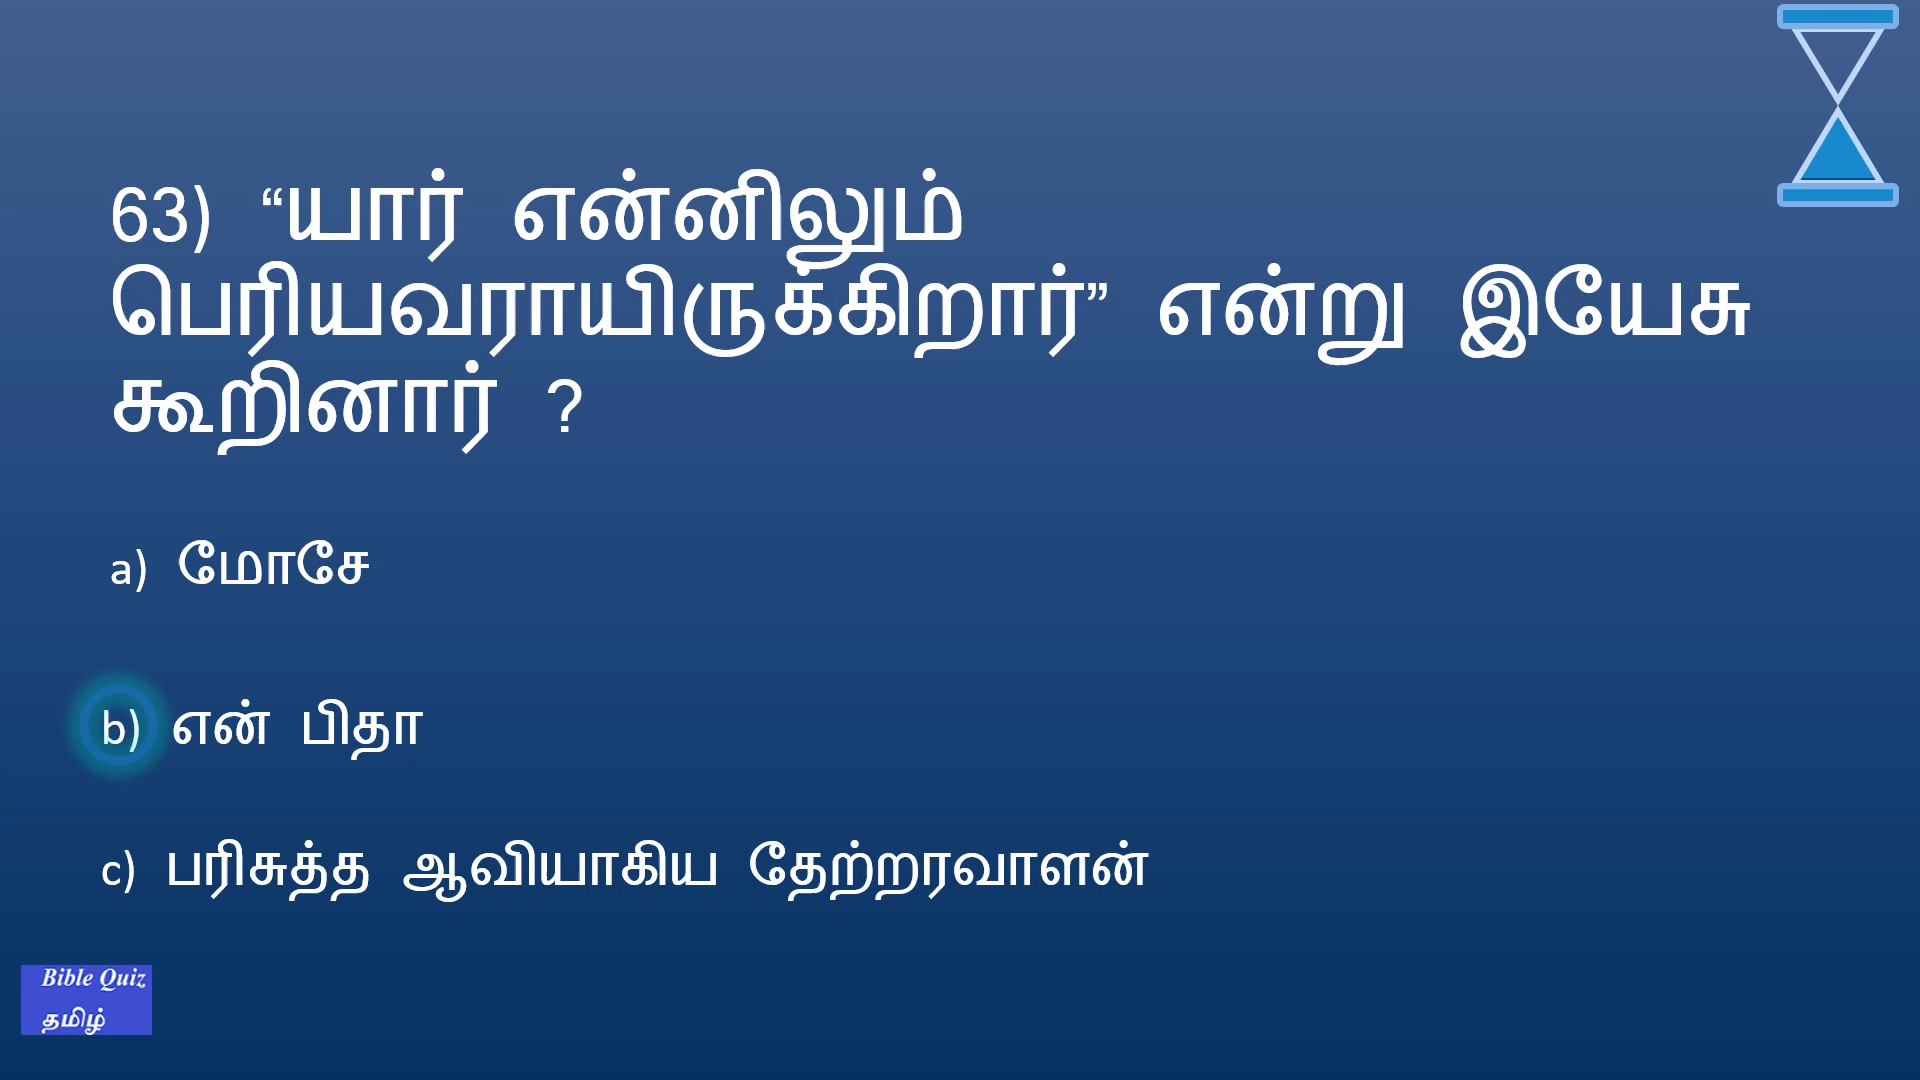 63) “யார் என்னிலும்
பெரியவராயிருக்கிறார்” என்று இயேசு
கூறினார் ?
a) மோசே
b) என் பிதா
c) பரிசுத்த ஆவியாகிய தேற்றரவாளன்
Bible Quiz
தமிழ்